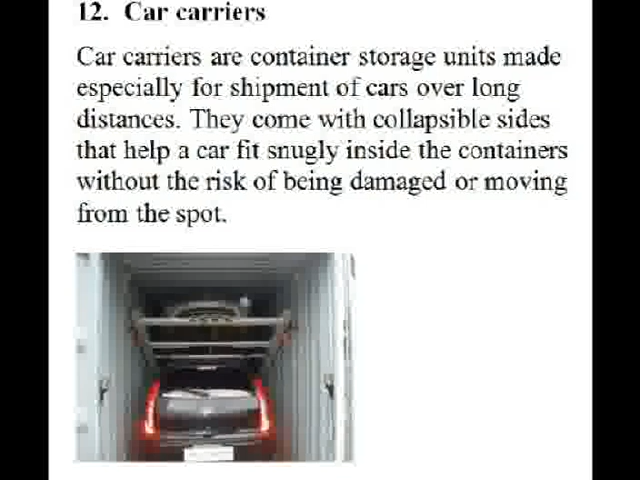 12. Car carriers
Car carriers are container storage units made
especially for shipment of cars over long
distances. They come with collapsible sides
that help a car fit snugly inside the containers
without the risk of being damaged or moving
from the spot.